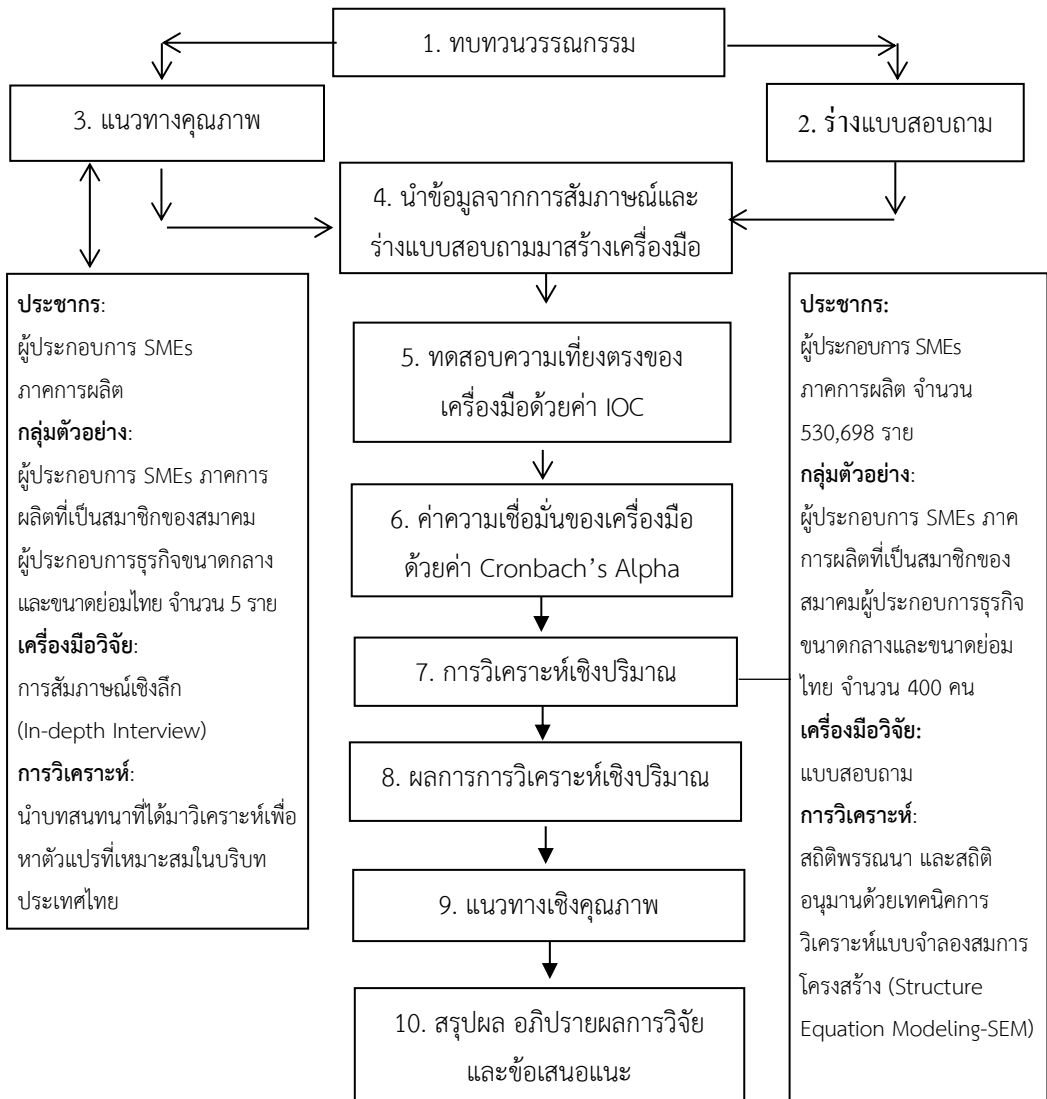 1. ทบทวนวรรณกรรม
3. แนวทางคุณภาพ
2. ร่างแบบสอบถาม
4. นำข้อมูลจากการสัมภาษณ์และ
ร่างแบบสอบถามมาสร้างเครื่องมือ
ประชากร:
ผู้ประกอบการ SMEs
ภาคการผลิต
กลุ่มตัวอย่าง:
ผู้ประกอบการ SMEs ภาคการ
ผลิตที่เป็นสมาชิกของสมาคม
ผู้ประกอบการธุรกิจขนาดกลาง
และขนาดย่อมไทย จำนวน 5 ราย
เครื่องมือวิจัย:
การสัมภาษณ์เชิงลึก
(In-depth Interview)
การวิเคราะห์:
นำบทสนทนาที่ได้มาวิเคราะห์เพื่อ
หาตัวแปรที่เหมาะสมในบริบท
ประเทศไทย
5. ทดสอบความเที่ยงตรงของ
เครื่องมือด้วยค่า IOC
6. ค่าความเชื่อมั่นของเครื่องมือ
ด้วยค่า Cronbach’s Alpha
7. การวิเคราะห์เชิงปริมาณ
8. ผลการการวิเคราะห์เชิงปริมาณ
9. แนวทางเชิงคุณภาพ
10. สรุปผล อภิปรายผลการวิจัย
และข้อเสนอแนะ
ประชากร:
ผู้ประกอบการ SMEs
ภาคการผลิต จำนวน
530,698 ราย
กลุ่มตัวอย่าง:
ผู้ประกอบการ SMEs ภาค
การผลิตที่เป็นสมาชิกของ
สมาคมผู้ประกอบการธุรกิจ
ขนาดกลางและขนาดย่อม
ไทย จำนวน 400 คน
เครื่องมือวิจัย:
แบบสอบถาม
การวิเคราะห์:
สถิติพรรณนา และสถิติ
อนุมานด้วยเทคนิคการ
วิเคราะห์แบบจำลองสมการ
โครงสร้าง (Structure
Equation Modeling-SEM)